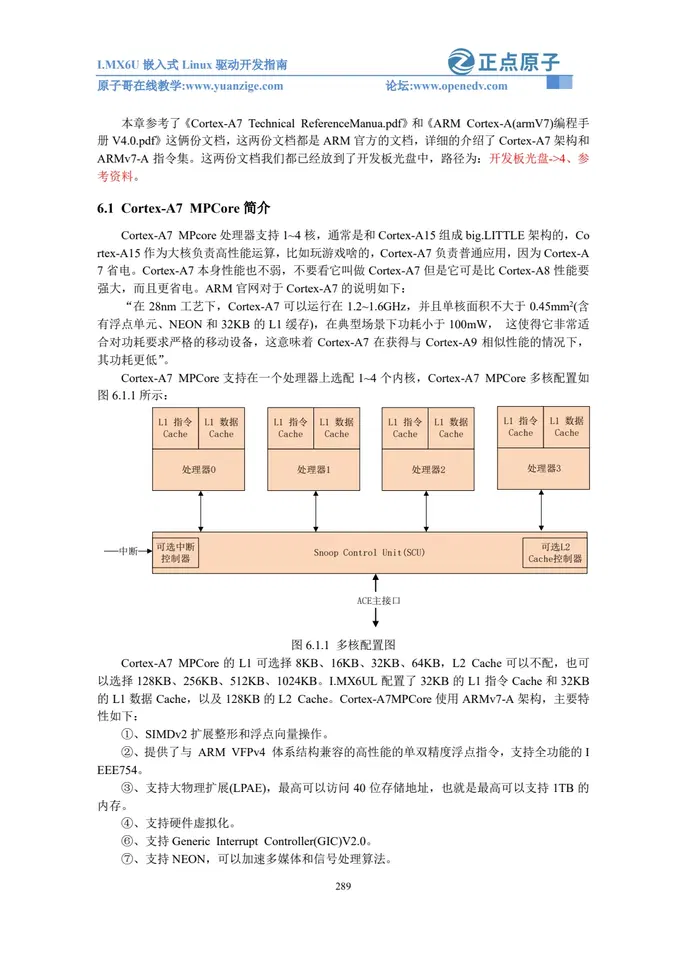 I.MX6U 嵌入式 Linux 驱动开发指南
正点原子
原子哥在线教学:www.yuanzige.com 论坛:www.openedv.com
本章参考了《Cortex-A7 Technical ReferenceManua.pdf》和《ARM Cortex-A(armV7)编程手
册 V4.0.pdf》这俩份文档，这两份文档都是 ARM 官方的文档，详细的介绍了 Cortex-A7 架构和
ARMv7-A 指令集。这两份文档我们都已经放到了开发板光盘中，路径为：开发板光盘->4、参
考资料。
6.1 Cortex-A7 MPCore 简介
Cortex-A7 MPcore 处理器支持 1~4 核，通常是和 Cortex-A15 组成 big.LITTLE 架构的，Co
rtex-A15 作为大核负责高性能运算，比如玩游戏啥的，Cortex-A7 负责普通应用，因为 Cortex-A
7 省电。Cortex-A7 本身性能也不弱，不要看它叫做 Cortex-A7 但是它可是比 Cortex-A8 性能要
强大，而且更省电。ARM 官网对于 Cortex-A7 的说明如下：
“在 28nm 工艺下，Cortex-A7 可以运行在 1.2~1.6GHz，并且单核面积不大于 0.45mm²(含
有浮点单元、NEON 和 32KB 的 L1 缓存)，在典型场景下功耗小于 100mW， 这使得它非常适
合对功耗要求严格的移动设备，这意味着 Cortex-A7 在获得与 Cortex-A9 相似性能的情况下，
其功耗更低”。
Cortex-A7 MPCore 支持在一个处理器上选配 1~4 个内核，Cortex-A7 MPCore 多核配置如
图 6.1.1 所示：
L1 指令 L1 数据 L1 指令 L1 数据 L1 指令 L1 数据 L1 指令 L1 数据
Cache Cache Cache Cache Cache Cache Cache Cache
处理器0 处理器1 处理器2 处理器3
中断 可选中断 Snoop Control Unit(SCU) 可选L2
控制器 Cache控制器
ACE主接口
图 6.1.1 多核配置图
Cortex-A7 MPCore 的 L1 可选择 8KB、16KB、32KB、64KB，L2 Cache 可以不配，也可
以选择 128KB、256KB、512KB、1024KB。I.MX6UL 配置了 32KB 的 L1 指令 Cache 和 32KB
的 L1 数据 Cache，以及 128KB 的 L2 Cache。Cortex-A7MPCore 使用 ARMv7-A 架构，主要特
性如下：
①、SIMDv2 扩展整形和浮点向量操作。
②、提供了与 ARM VFPv4 体系结构兼容的高性能的单双精度浮点指令，支持全功能的 I
EEE754。
③、支持大物理扩展(LPAE)，最高可以访问 40 位存储地址，也就是最高可以支持 1TB 的
内存。
④、支持硬件虚拟化。
⑥、支持 Generic Interrupt Controller(GIC)V2.0。
⑦、支持 NEON，可以加速多媒体和信号处理算法。
289